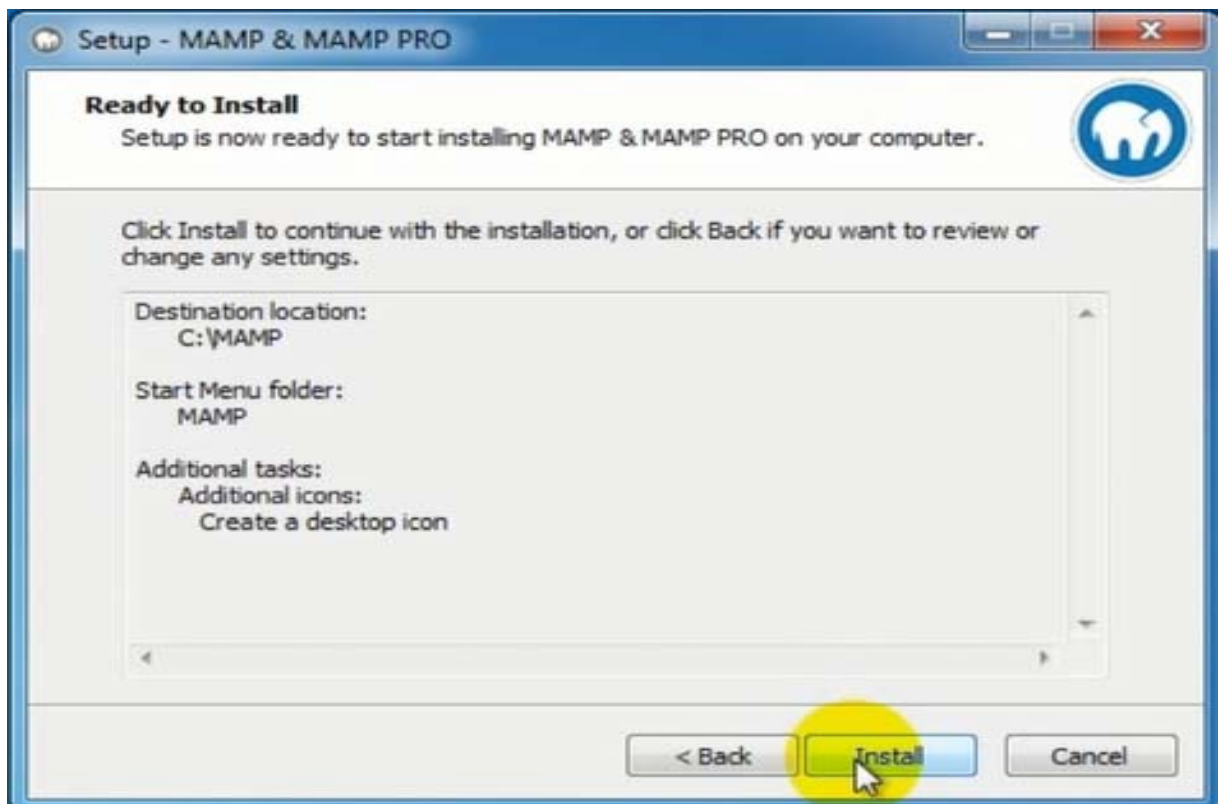 Setup - MAMP & MAMP PRO
Ready to Install
Setup is now ready to start installing MAMP & MAMP PRO on your computer.
Click Install to continue with the installation, or click Back if you want to review or
change any settings.
Destination location:
C:\MAMP
Start Menu folder:
MAMP
Additional tasks:
Additional icons:
Create a desktop icon
< Back
Install
Cancel